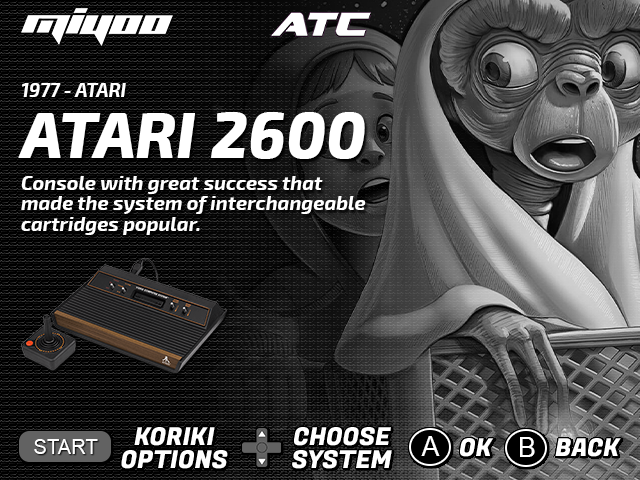 miyoo
ATC
1977 - ATARI
ATARI 2600
Console with great success that
made the system of interchangeable
cartridges popular.
START
KORIKI
OPTIONS
CHOOSE
SYSTEM
A
OK
B
BACK